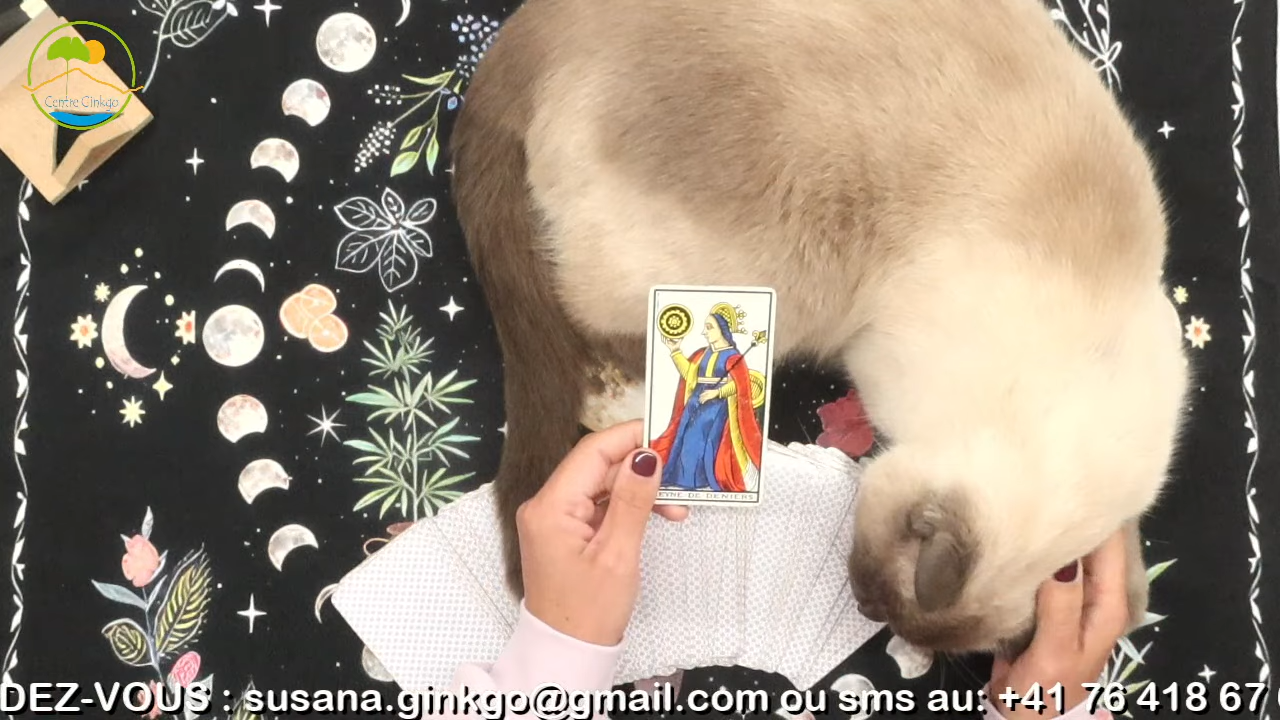 Centre Ginkgo
EYNE DE DENIERS
DEZ-VOUS : susana.ginkgo@gmail.com ou sms au: +41 76 418 67